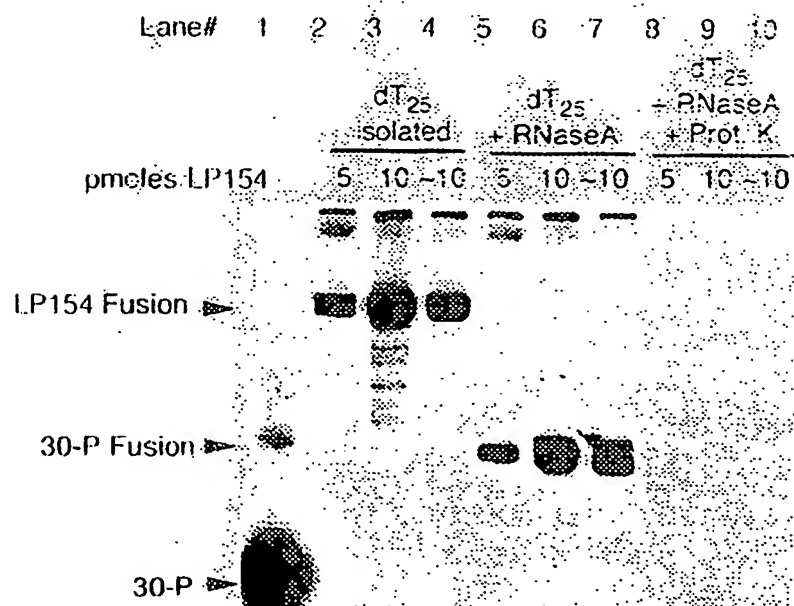 Lane# 1 2 3 4 5 6 7 8 9 10
dT25 solated
dT25 + RNaseA
dT25 - RNaseA + Prot. K
pmoles LP154 5 10 ~10 5 10 ~10 5 10 ~10
LP154 Fusion
30-P Fusion
30-P